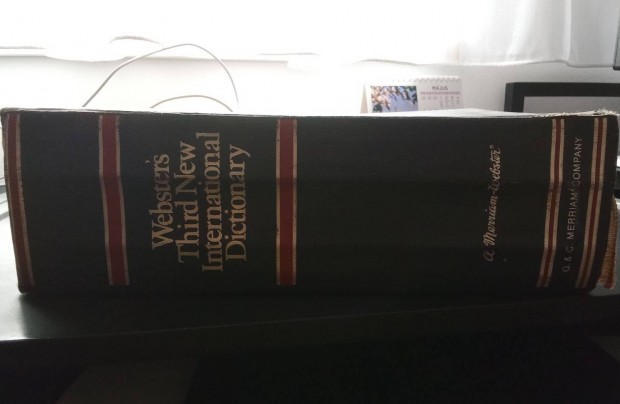 Webster's
Third New
International
Dictionary
a Merriam-Webster®
G. & C. MERRIAM COMPANY